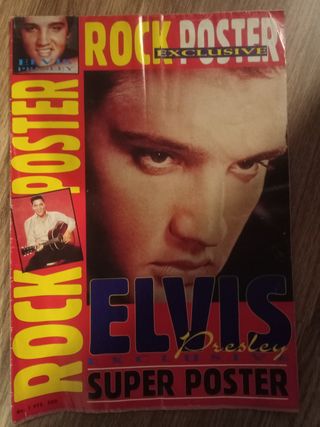 ELVIS
PRESLEY
ROCK POSTER
EXCLUSIVE
ROCK POSTER
ELVIS
Presley
EXCLUSIVE
SUPER POSTER